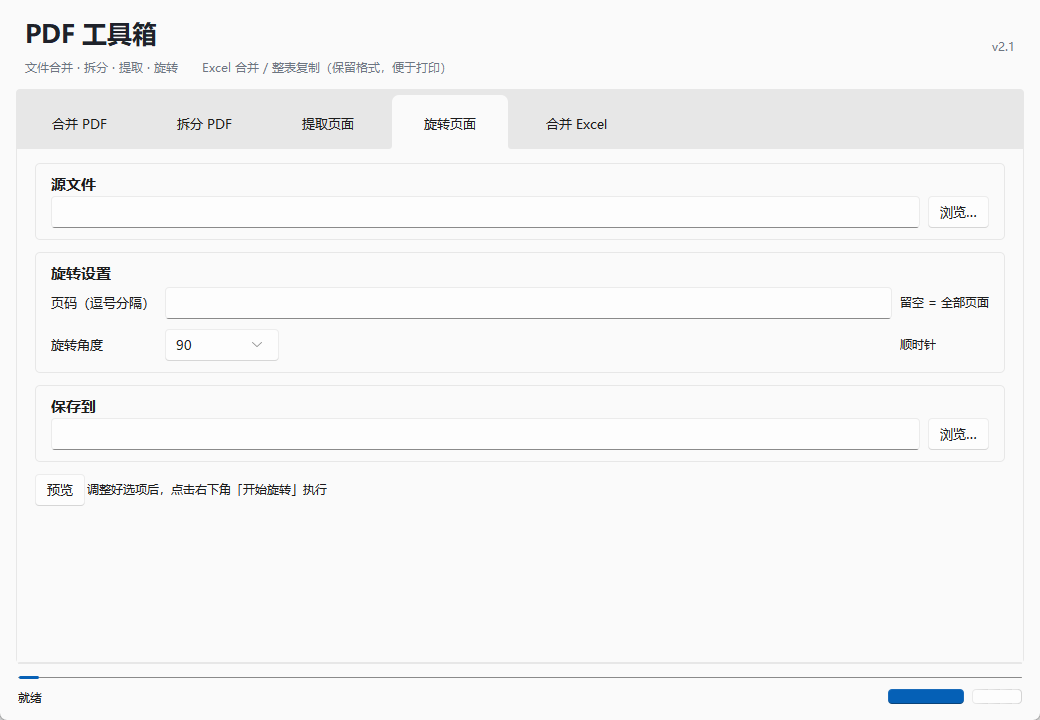 PDF 工具箱
v2.1
文件合并 · 拆分 · 提取 · 旋转 Excel 合并 / 整表复制（保留格式，便于打印）
合并 PDF 拆分 PDF 提取页面 旋转页面 合并 Excel
源文件
浏览...
旋转设置
页码（逗号分隔） 留空 = 全部页面
旋转角度 90 顺时针
保存到
浏览...
预览 调整好选项后，点击右下角「开始旋转」执行
就绪